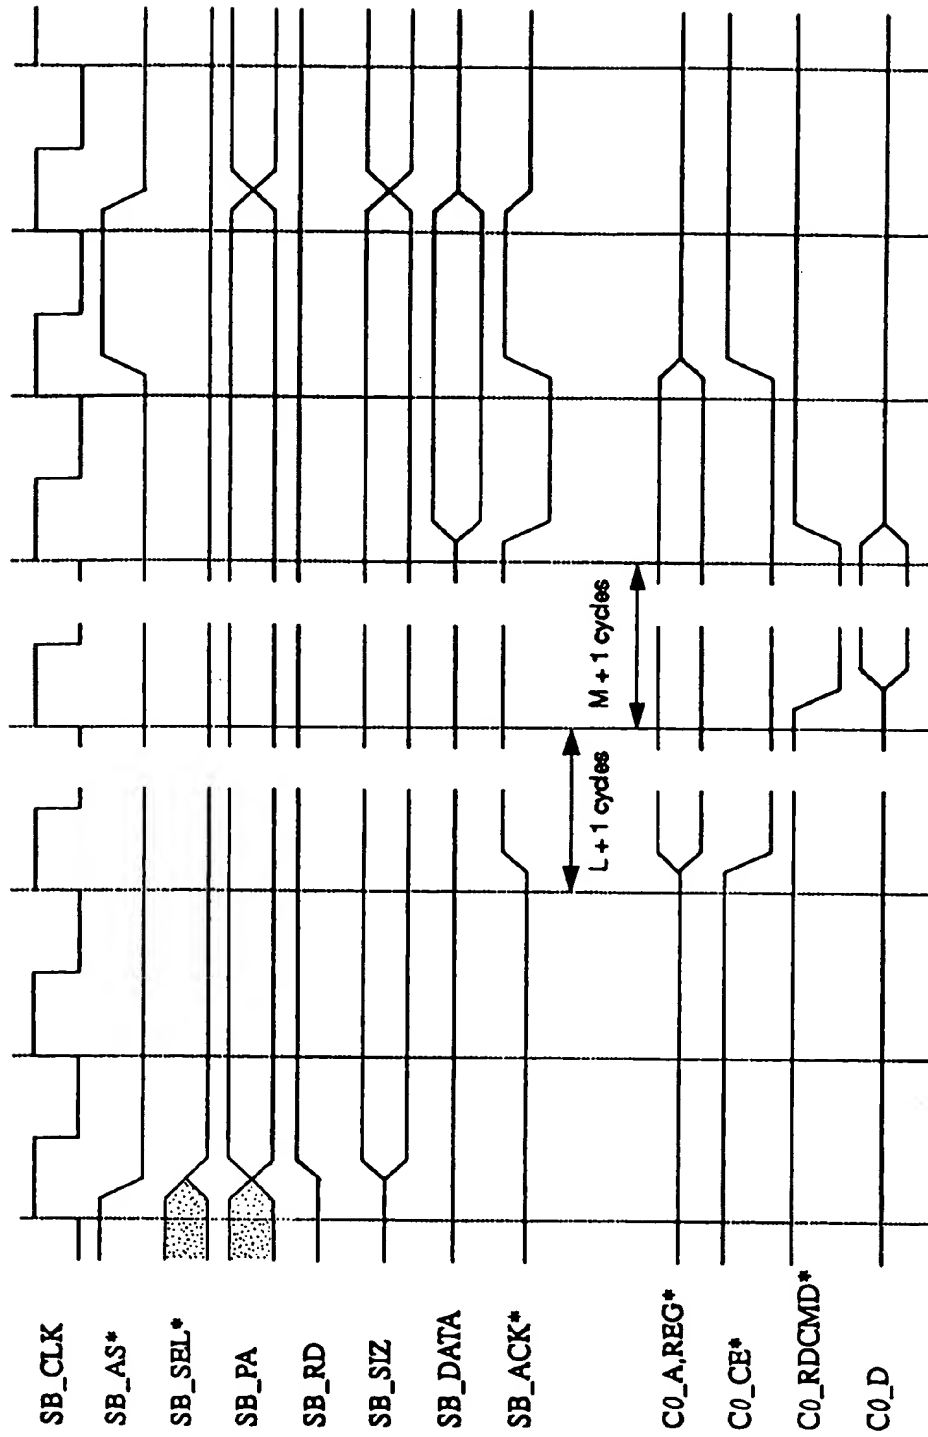 SB_CLK
SB_AS*
SB_SEL*
SB_PA
SB_RD
SB_SIZ
SB_DATA
SB_ACK*
L + 1 cycles
M + 1 cycles
C0_A,REG*
C0_CE*
C0_RDCMD*
C0_D